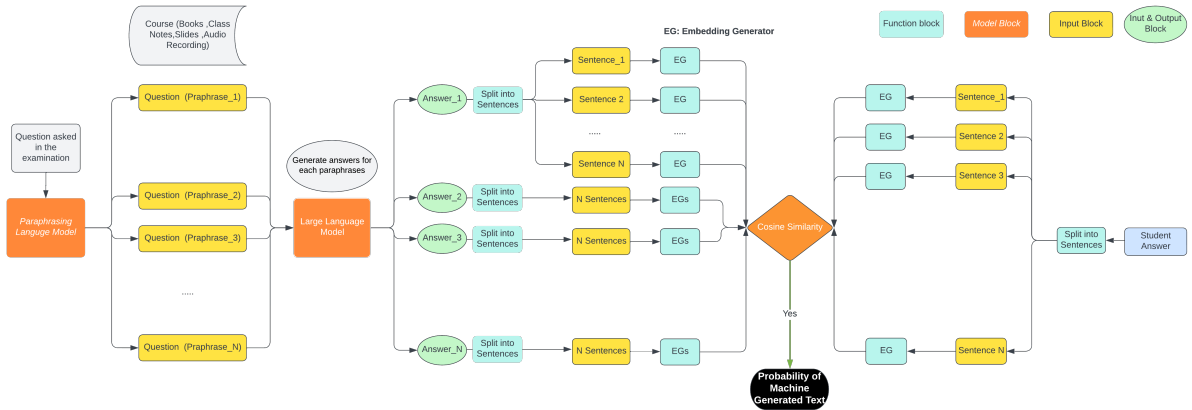 Course (Books ,Class
Notes,Slides ,Audio
Recording)
EG: Embedding Generator
Function block
Model Block
Input Block
Inut & Output
Block
Question asked
in the
examination
Paraphrasing
Languge Model
Question (Praphrase_1)
Question (Praphrase_2)
Question (Praphrase_3)
.....
Question (Praphrase_N)
Generate answers for
each paraphrases
Large Language
Model
Answer_1
Split into
Sentences
Sentence_1
EG
Sentence 2
EG
.....
.....
Sentence N
EG
Answer_2
Split into
Sentences
N Sentences
EGs
Answer_3
Split into
Sentences
N Sentences
EGs
Answer_N
Split into
Sentences
N Sentences
EGs
Cosine Similarity
Yes
Probability of
Machine
Generated Text
EG
Sentence_1
EG
Sentence 2
EG
Sentence 3
EG
Sentence N
Split into
Sentences
Student
Answer